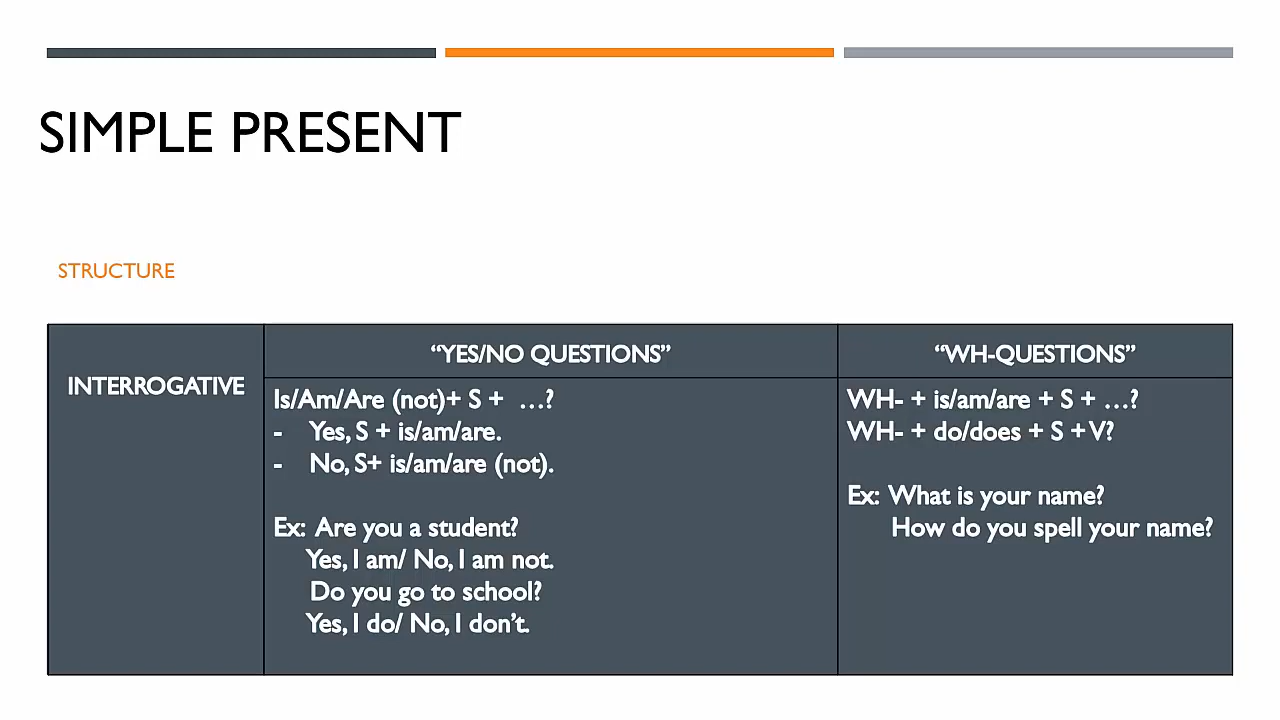 SIMPLE PRESENT
STRUCTURE
INTERROGATIVE
“YES/NO QUESTIONS”
Is/Am/Are (not)+ S + …?
- Yes, S + is/am/are.
- No, S+ is/am/are (not).
Ex: Are you a student?
Yes, I am/ No, I am not.
Do you go to school?
Yes, I do/ No, I don’t.
“WH-QUESTIONS”
WH- + is/am/are + S + …?
WH- + do/does + S + V?
Ex: What is your name?
How do you spell your name?